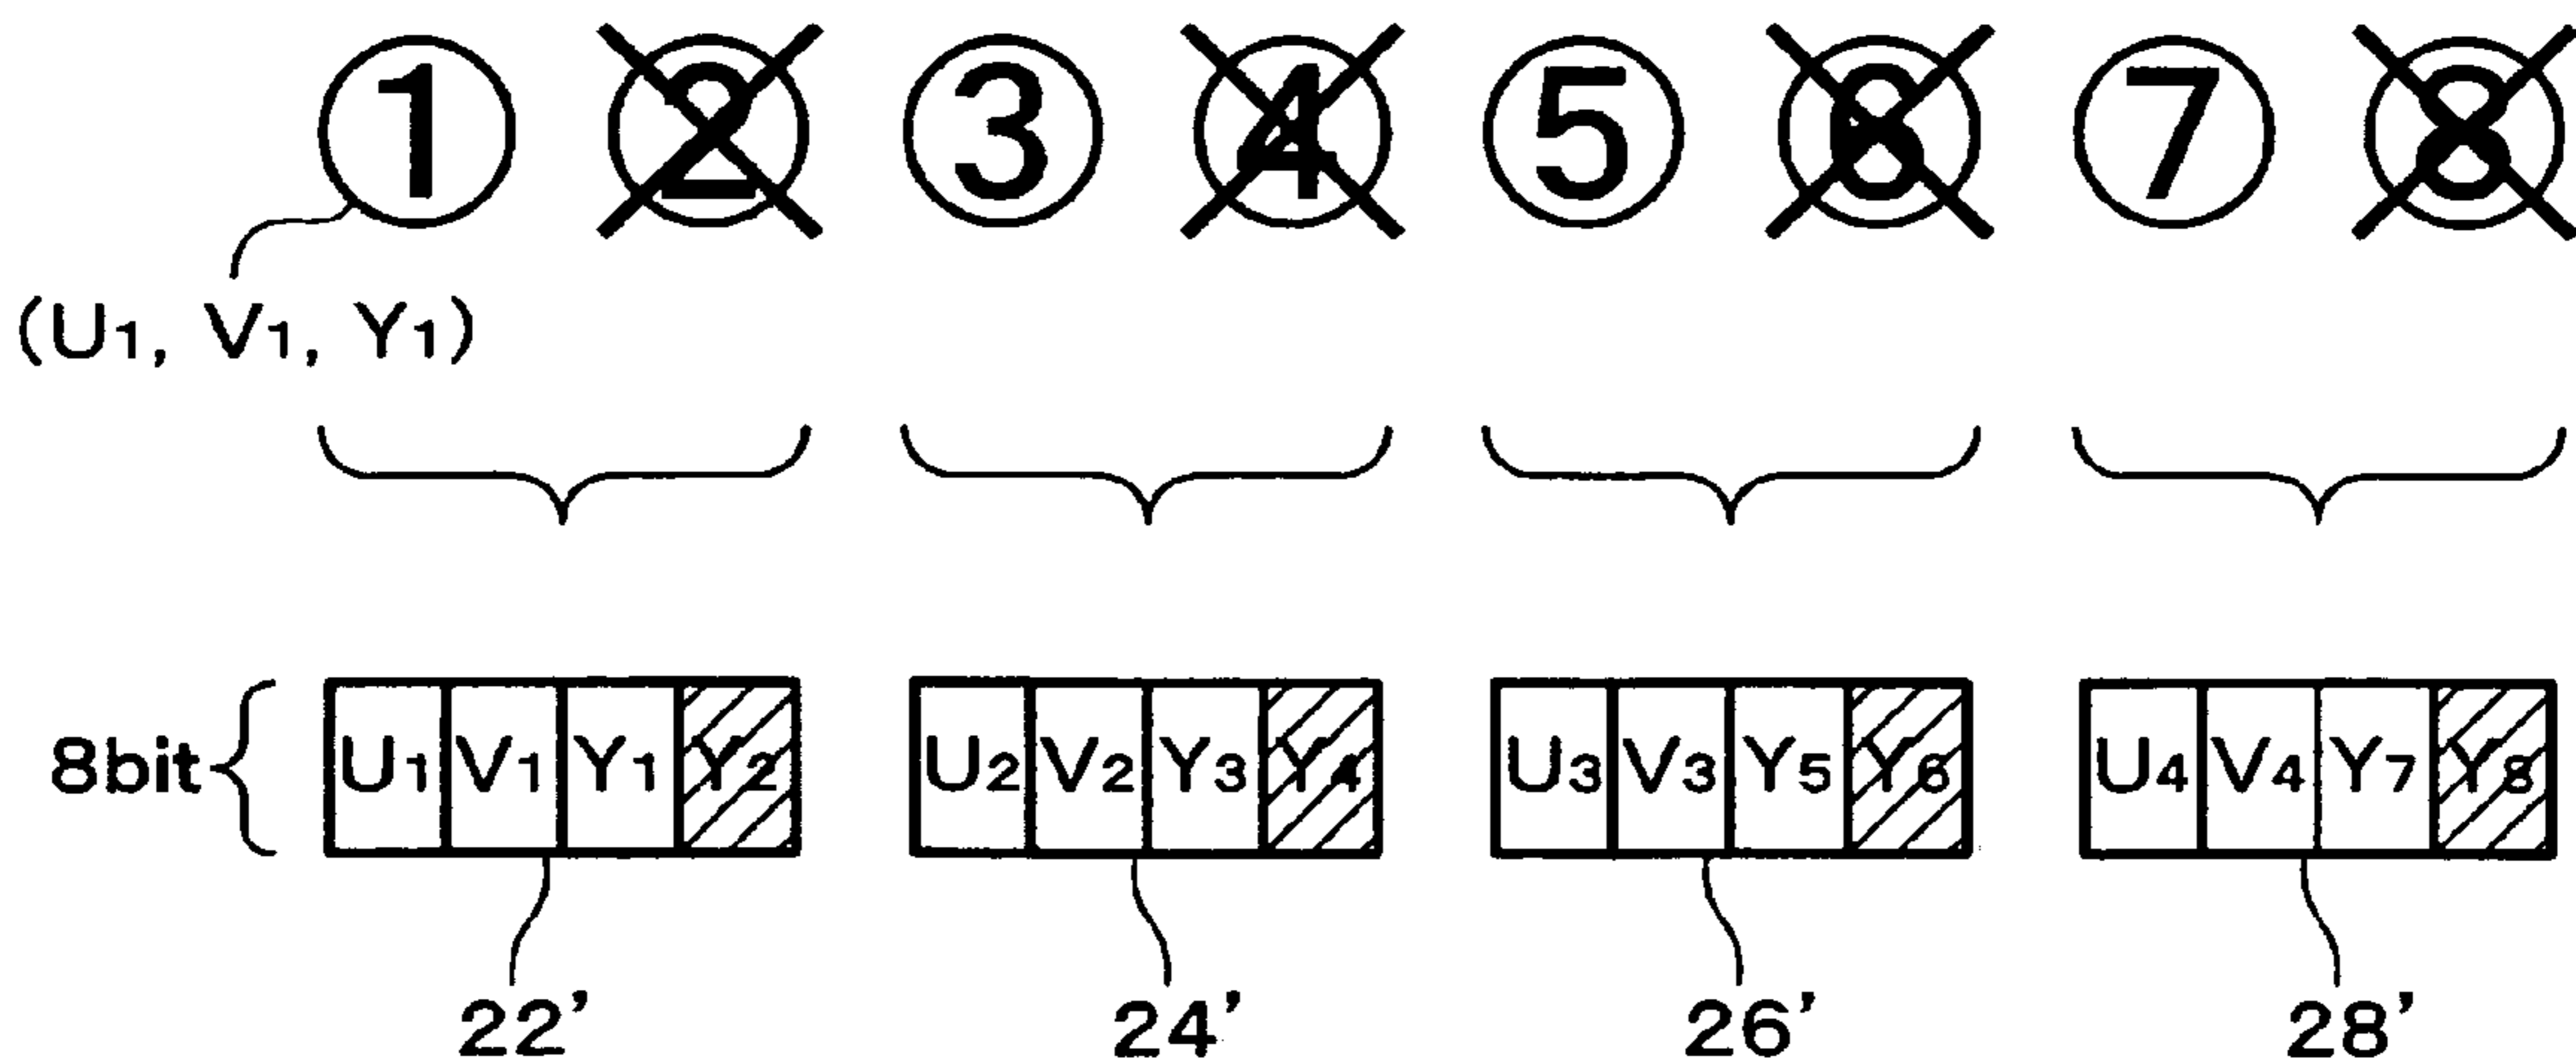 1 2 3 4 5 6 7 8
(U1, V1, Y1)
8bit U1 V1 Y1 Y2 U2 V2 Y3 Y4 U3 V3 Y5 Y6 U4 V4 Y7 Y8
22' 24' 26' 28'